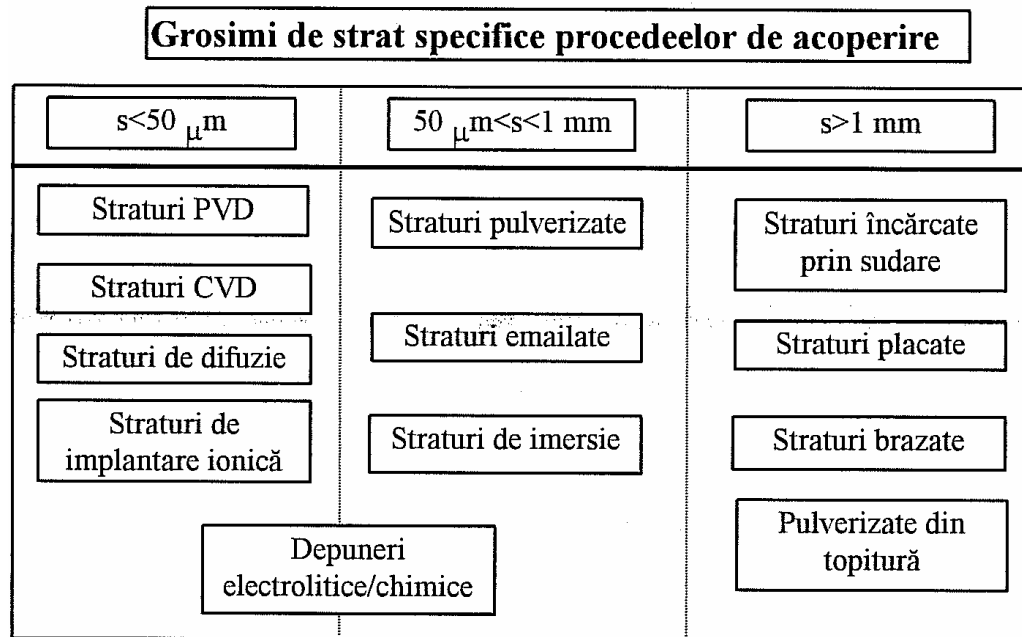 Grosimi de strat specifice procedeelor de acoperire
s<50 μm
50 μm<s<1 mm
s>1 mm
Straturi PVD
Straturi CVD
Straturi de difuzie
Straturi de
implantare ionică
Straturi pulverizate
Straturi emailate
Straturi de imersie
Depuneri
electrolitice/chimice
Straturi încărcate
prin sudare
Straturi placate
Straturi brazate
Pulverizate din
topitură